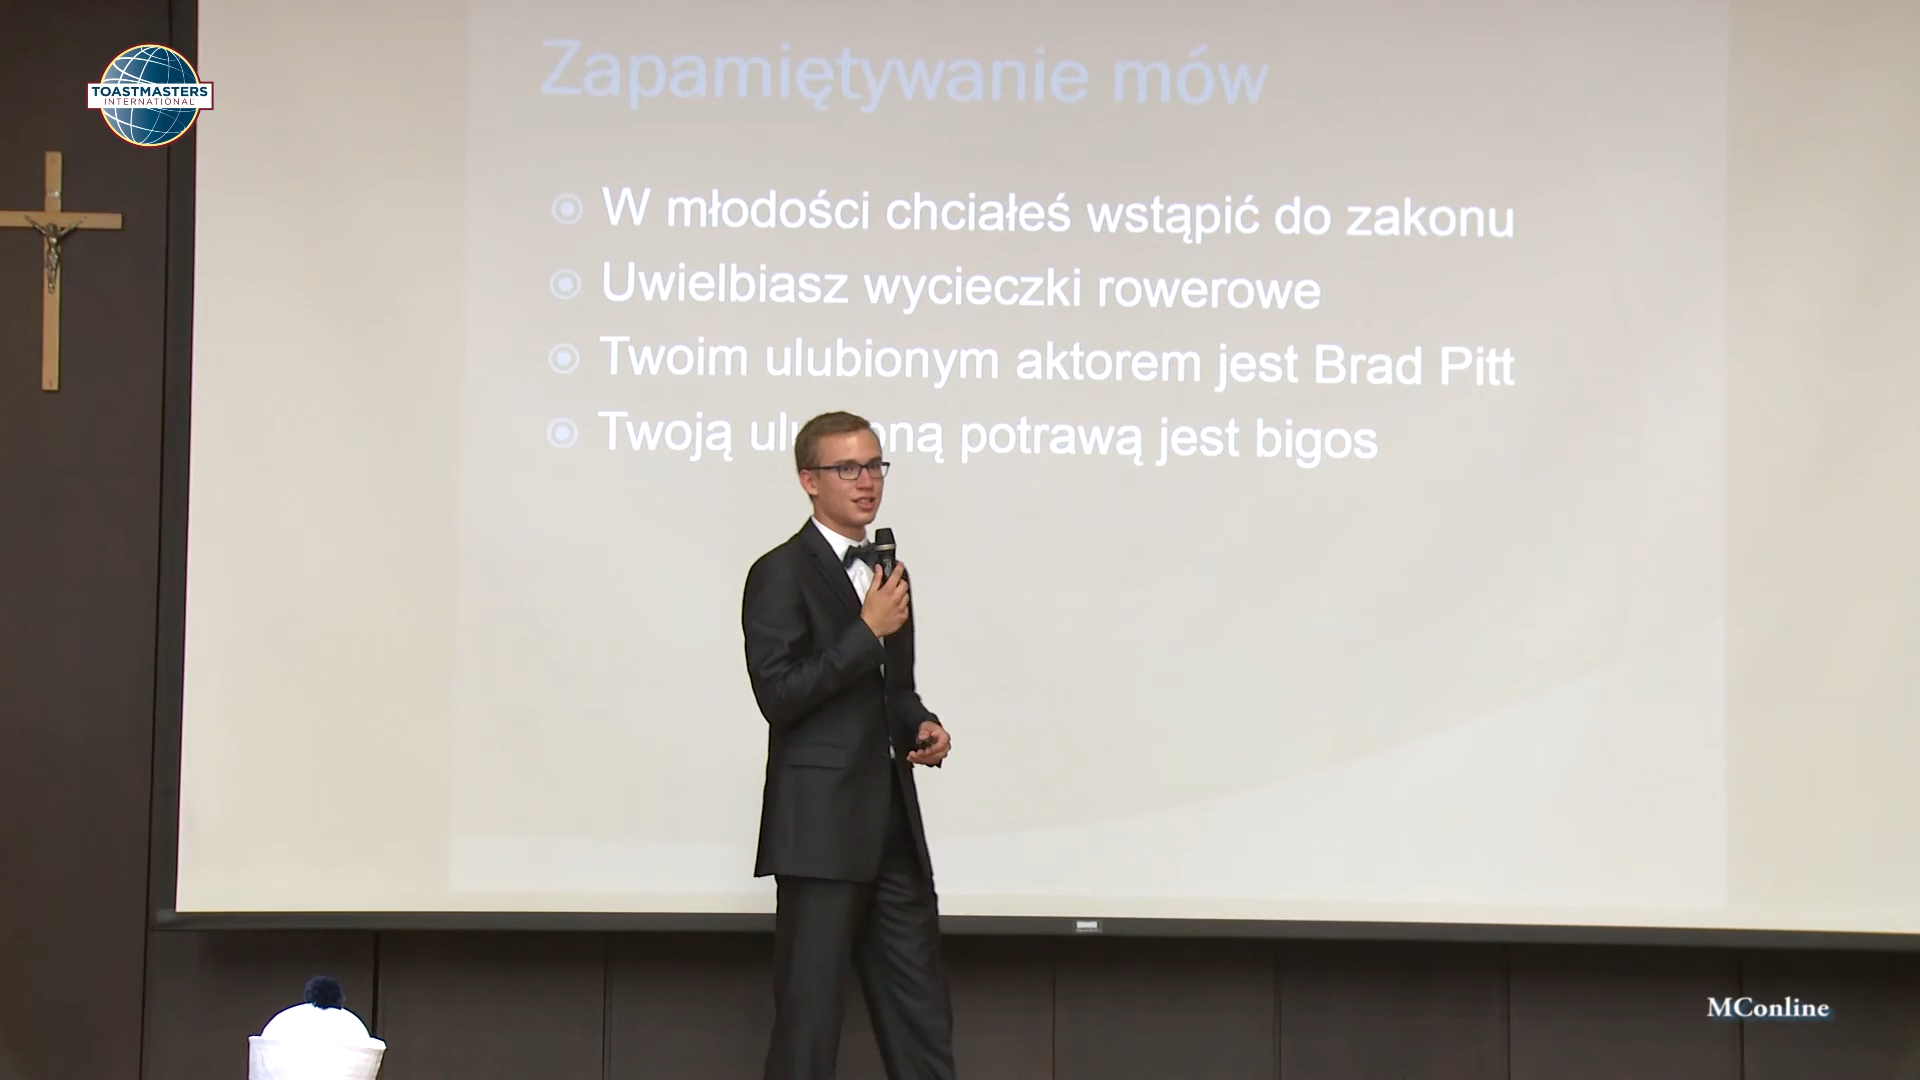 TOASTMASTERS
INTERNATIONAL
Zapamiętywanie mów
W młodości chciałeś wstąpić do zakonu
Uwielbiasz wycieczki rowerowe
Twoim ulubionym aktorem jest Brad Pitt
Twoją potrawą jest bigos
MConline